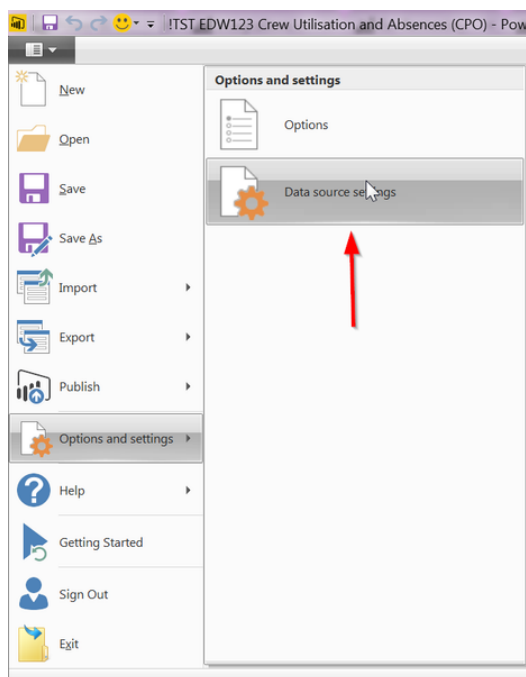 !TST EDW123 Crew Utilisation and Absences (CPO) - Pow
New
Open
Save
Save As
Import
Export
Publish
Options and settings
Help
Getting Started
Sign Out
Exit
Options and settings
Options
Data source settings